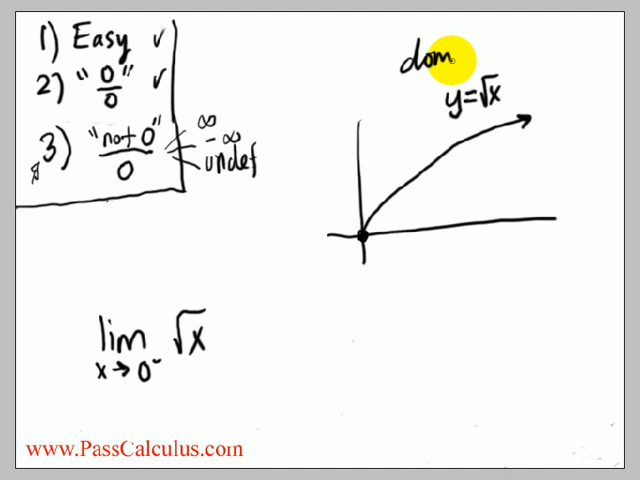 1) Easy ✓
2) "0/0" ✓
3) "not 0"/0 ∞
-∞
undef
dom
y=√x
lim x→0⁻ √x
www.PassCalculus.com